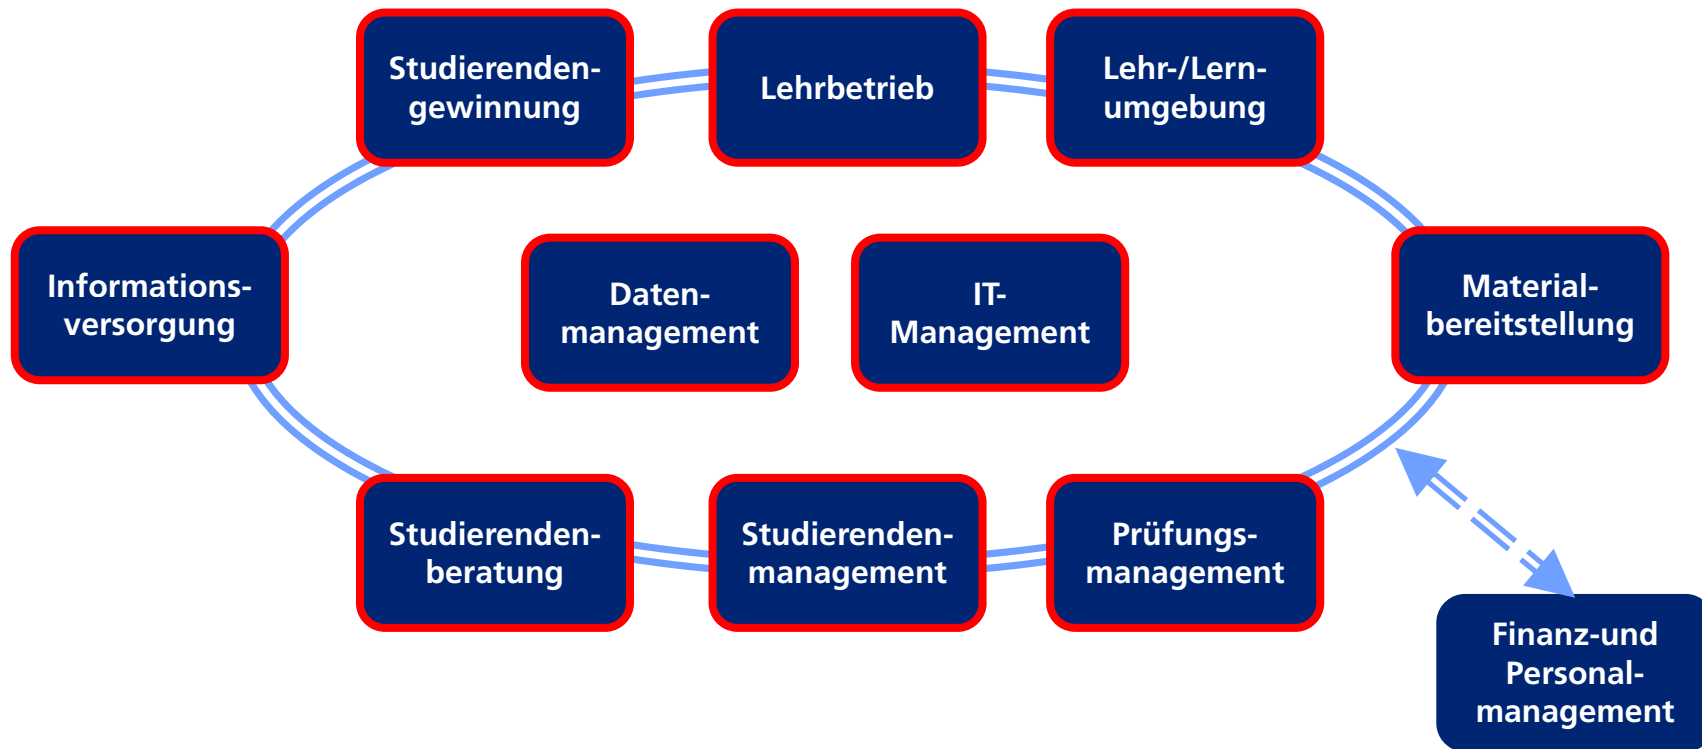 Studierenden-
gewinnung
Lehrbetrieb
Lehr-/Lern-
umgebung
Informations-
versorgung
Daten-
management
IT-
Management
Material-
bereitstellung
Studierenden-
beratung
Studierenden-
management
Prüfungs-
management
Finanz-und
Personal-
management